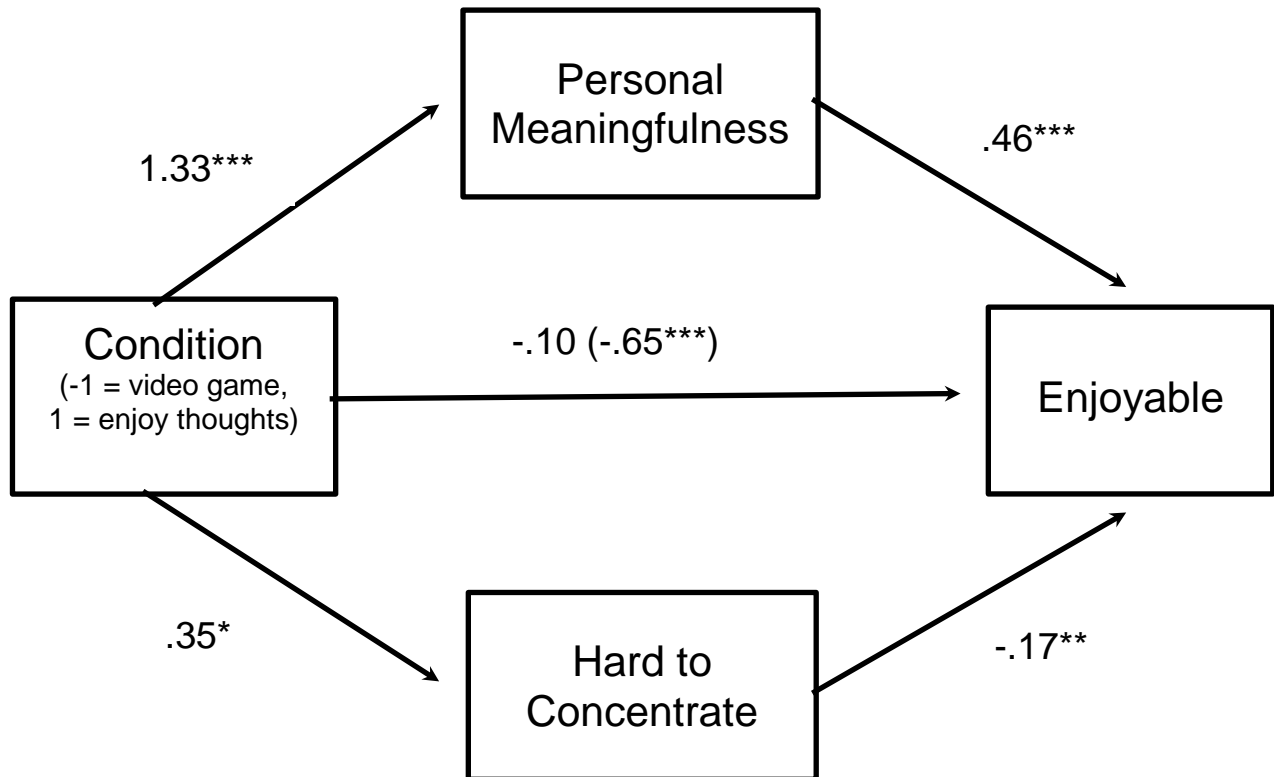 Personal
Meaningfulness
1.33***
.46***
Condition
(-1 = video game,
1 = enjoy thoughts)
-.10 (-.65***)
Enjoyable
.35*
Hard to
Concentrate
-.17**